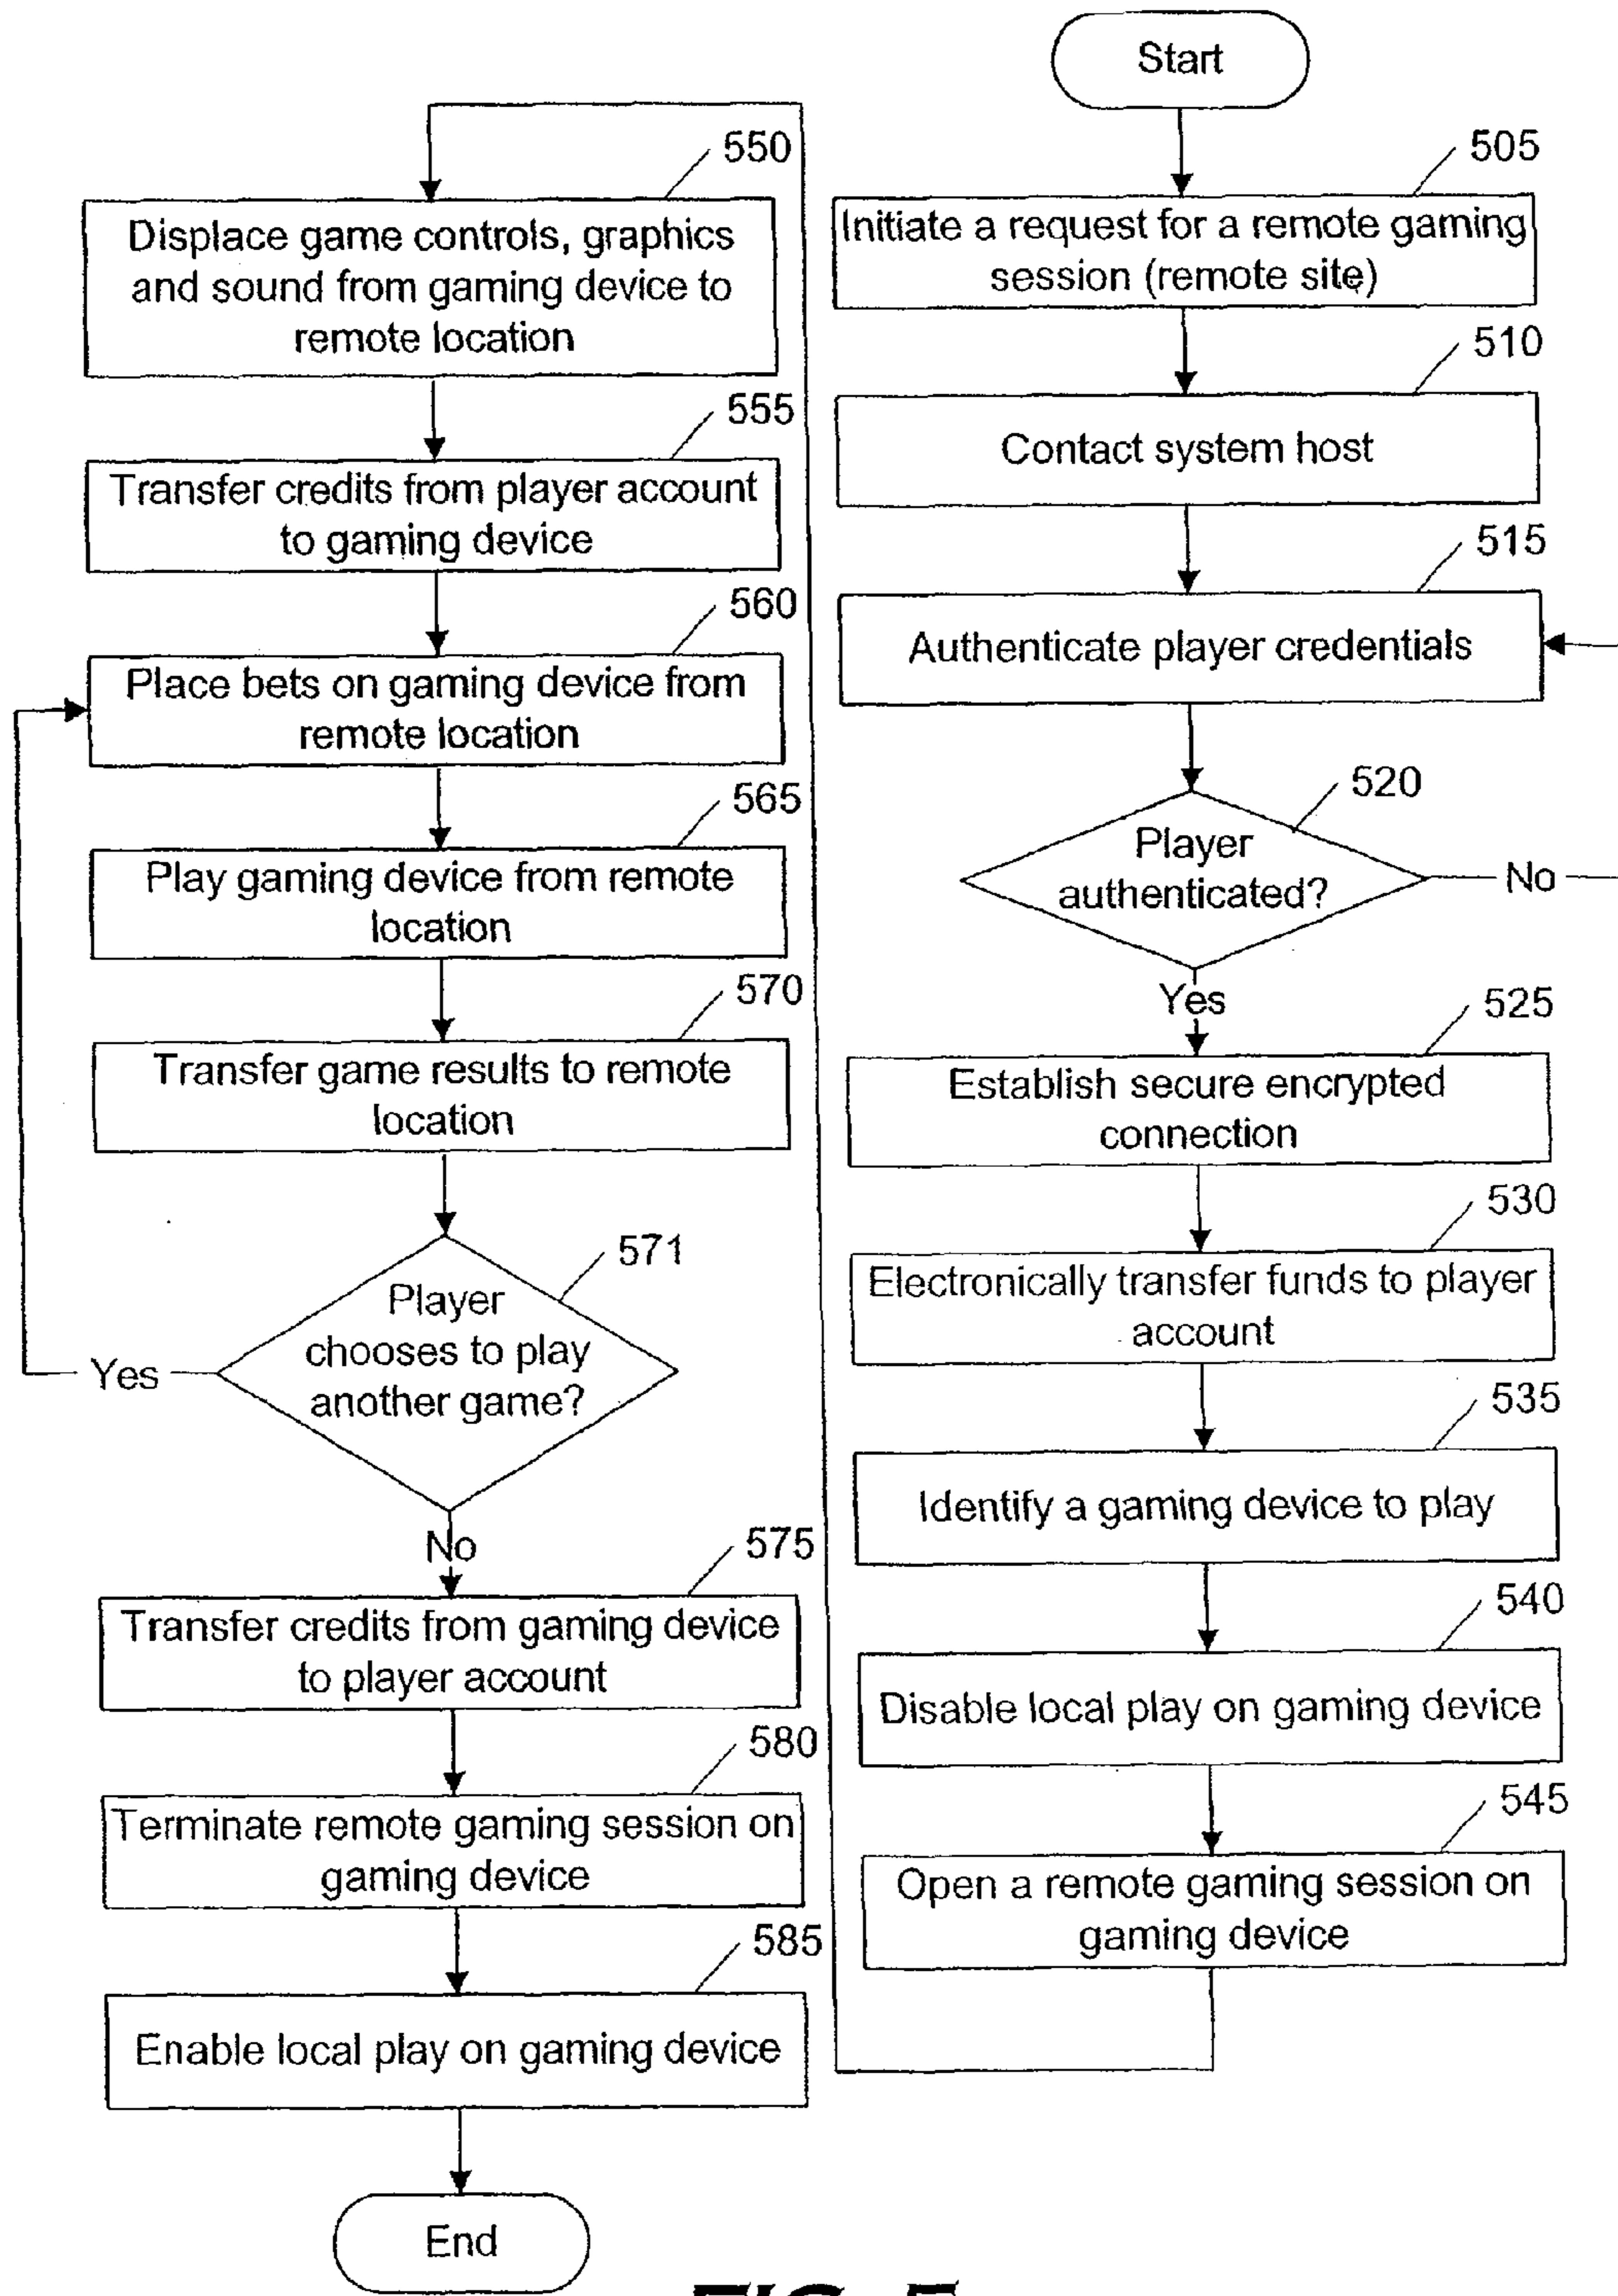 Start
505
Initiate a request for a remote gaming
session (remote site)
510
Contact system host
515
Authenticate player credentials
520
Player
authenticated?
No
Yes
525
Establish secure encrypted
connection
530
Electronically transfer funds to player
account
535
Identify a gaming device to play
540
Disable local play on gaming device
545
Open a remote gaming session on
gaming device
550
Displace game controls, graphics
and sound from gaming device to
remote location
555
Transfer credits from player account
to gaming device
560
Place bets on gaming device from
remote location
565
Play gaming device from remote
location
570
Transfer game results to remote
location
571
Player
chooses to play
another game?
Yes
No
575
Transfer credits from gaming device
to player account
580
Terminate remote gaming session on
gaming device
585
Enable local play on gaming device
End